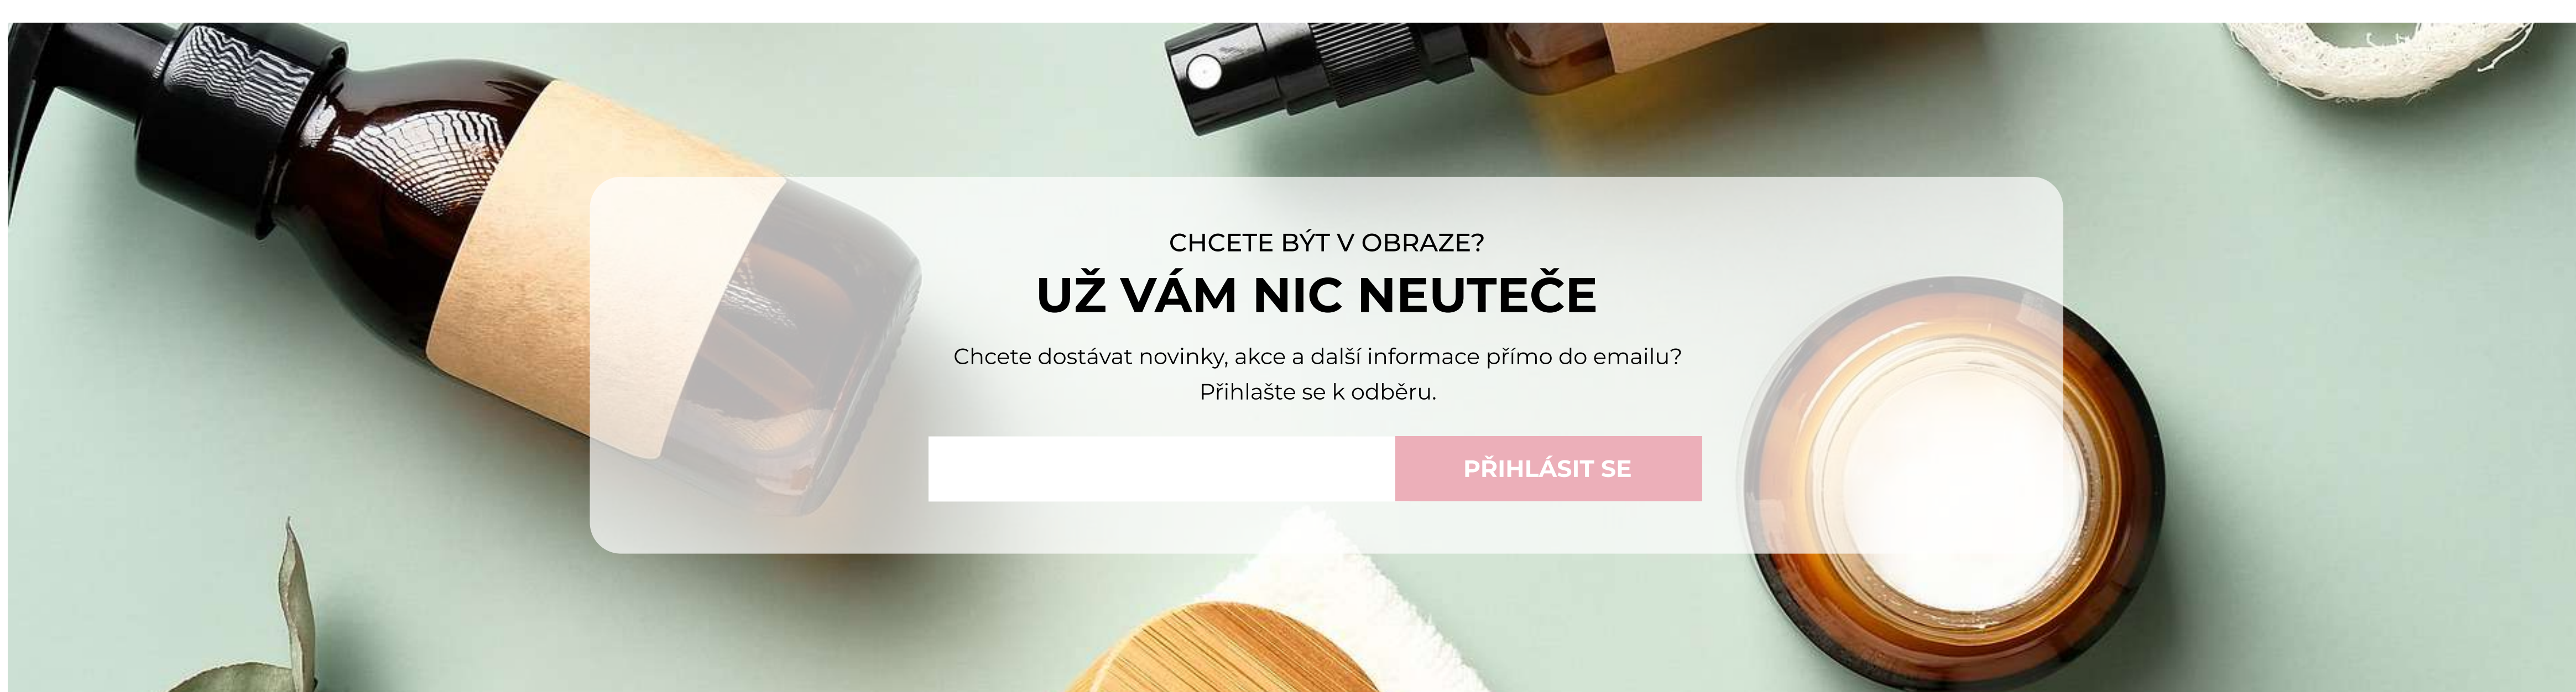 CHCETE BÝT V OBRAZE?
UŽ VÁM NIC NEUTEČE
Chcete dostávat novinky, akce a další informace přímo do emailu?
Přihlašte se k odběru.
PŘIHLÁSIT SE